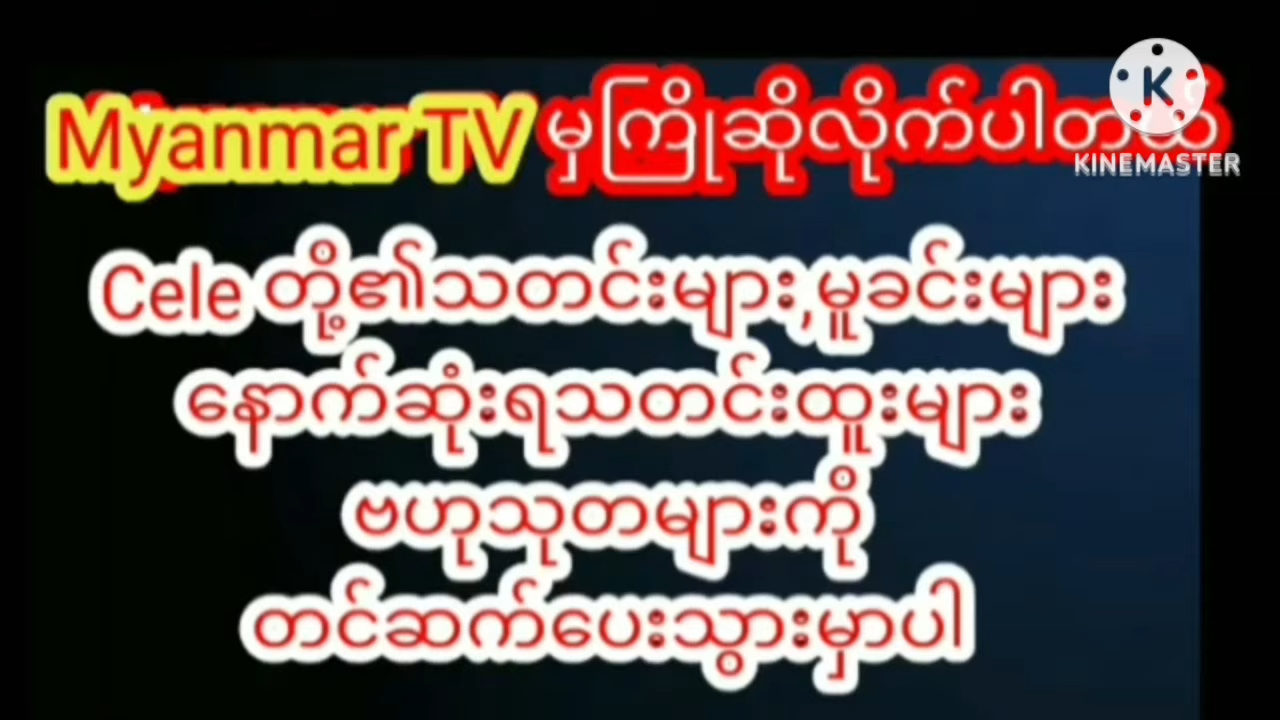 Myanmar TV မှကြိုဆိုလိုက်ပါတယ်
KINEMASTER
Cele တို့၏သတင်းများ,မူခင်းများ
နောက်ဆုံးရသတင်းထူးများ
ဗဟုသုတများကို
တင်ဆက်ပေးသွားမှာပါ